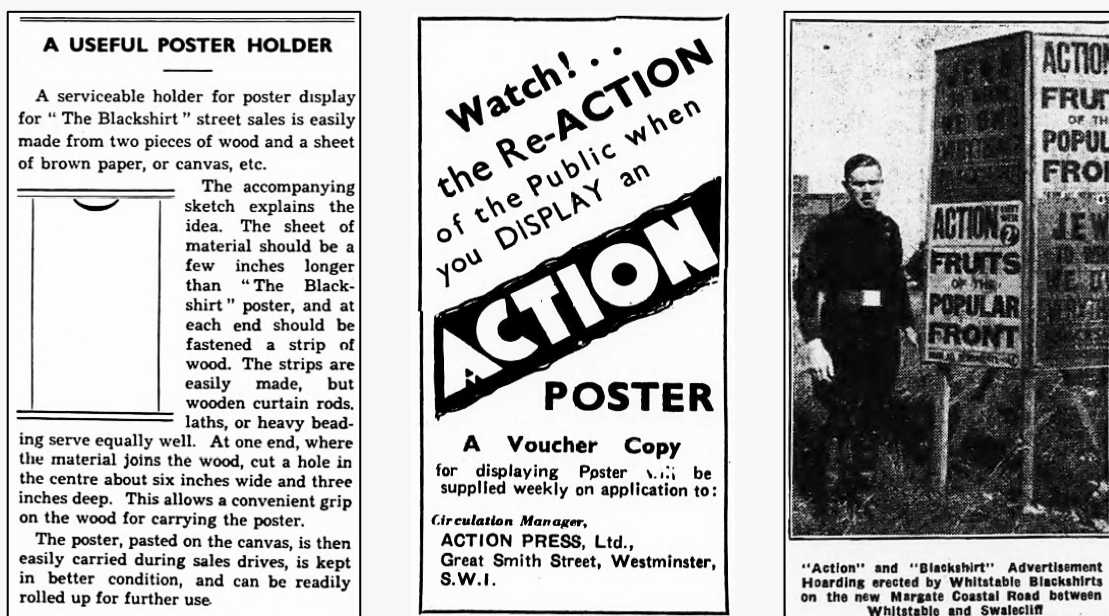 A USEFUL POSTER HOLDER
A serviceable holder for poster display
for "The Blackshirt" street sales is easily
made from two pieces of wood and a sheet
of brown paper, or canvas, etc.
The accompanying
sketch explains the
idea. The sheet of
material should be a
few inches longer
than "The Black-
shirt" poster, and at
each end should be
fastened a strip of
wood. The strips are
easily made, but
wooden curtain rods,
laths, or heavy bead-
ing serve equally well. At one end, where
the material joins the wood, cut a hole in
the centre about six inches wide and three
inches deep. This allows a convenient grip
on the wood for carrying the poster.
The poster, pasted on the canvas, is then
easily carried during sales drives, is kept
in better condition, and can be readily
rolled up for further use.
Watch! . .
the Re-ACTION
of the Public when
you DISPLAY an
ACTION
POSTER
A Voucher Copy
for displaying Poster will be
supplied weekly on application to:
Circulation Manager,
ACTION PRESS, Ltd.,
Great Smith Street, Westminster,
S.W.1.
ACTION
FRUITS
OF THE
POPULAR
FRONT
ACTION
FRUIT
OF TH
POPUL
FRON
"Action" and "Blackshirt" Advertisement
Hoarding erected by Whitstable Blackshirts
on the new Margate Coastal Road between
Whitstable and Swalecliff